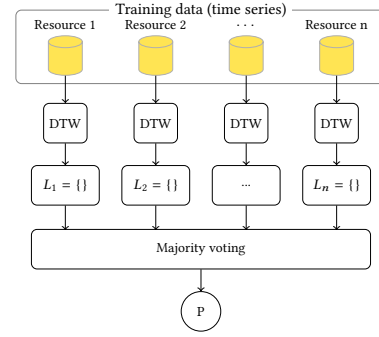 Training data (time series)
Resource 1 Resource 2 · · · Resource n
DTW DTW DTW DTW
L₁ = {} L₂ = {} ... Lₙ = {}
Majority voting
P